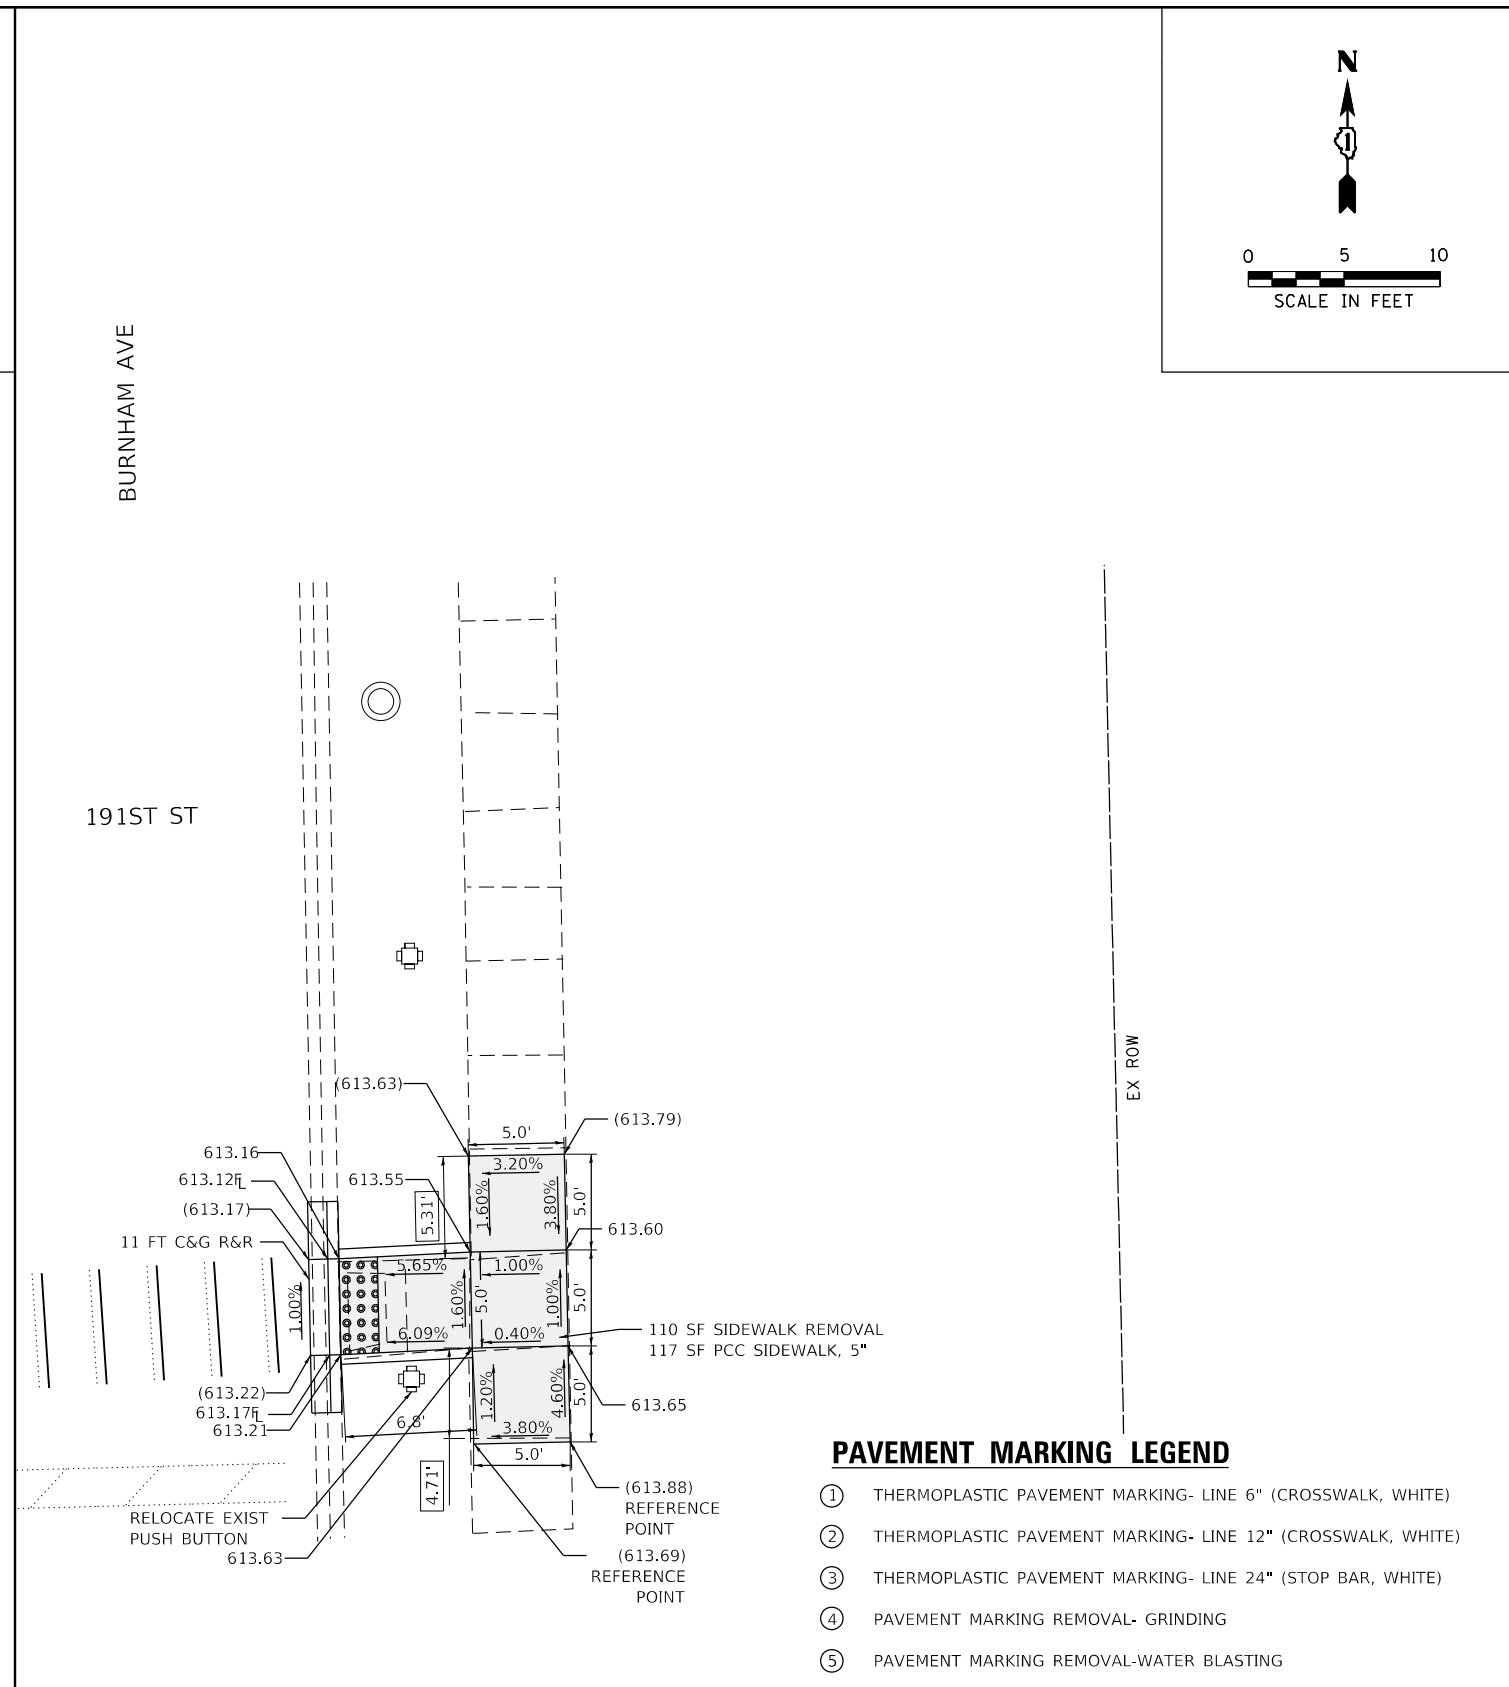 N
1
0 5 10
SCALE IN FEET
BURNHAM AVE
191ST ST
EX ROW
(613.63)
(613.79)
5.0'
613.16
3.20%
613.12FL
613.55
1.60%
3.80%
5.0'
5.31'
(613.17)
613.60
11 FT C&G R&R
5.65%
1.00%
1.00%
1.60%
5.0'
1.00%
5.0'
6.09%
0.40%
110 SF SIDEWALK REMOVAL
117 SF PCC SIDEWALK, 5"
(613.22)
613.17FL
613.21
1.20%
4.60%
5.0'
613.65
6.8'
3.80%
5.0'
4.71'
(613.88)
REFERENCE
POINT
RELOCATE EXIST
PUSH BUTTON
613.63
(613.69)
REFERENCE
POINT
PAVEMENT MARKING LEGEND
1 THERMOPLASTIC PAVEMENT MARKING- LINE 6" (CROSSWALK, WHITE)
2 THERMOPLASTIC PAVEMENT MARKING- LINE 12" (CROSSWALK, WHITE)
3 THERMOPLASTIC PAVEMENT MARKING- LINE 24" (STOP BAR, WHITE)
4 PAVEMENT MARKING REMOVAL- GRINDING
5 PAVEMENT MARKING REMOVAL-WATER BLASTING